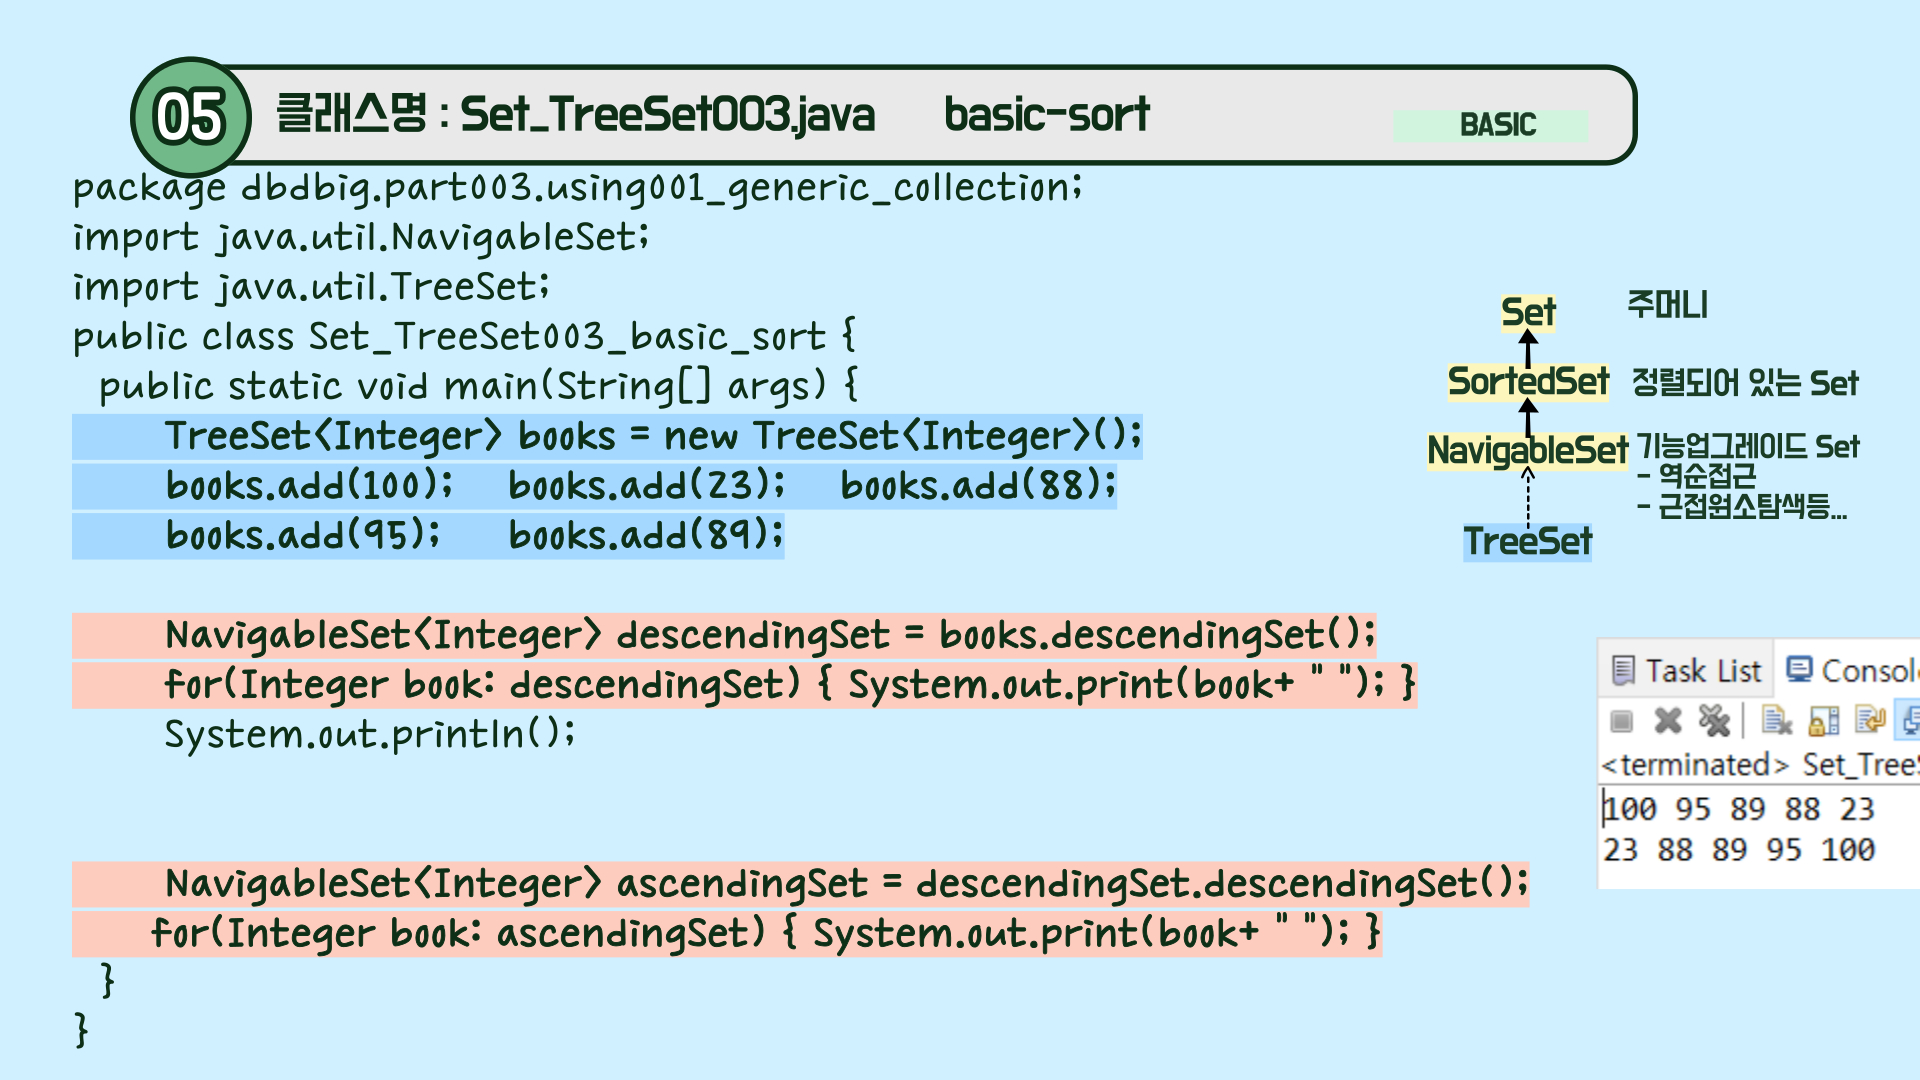 05
클래스명 : Set_TreeSet003.java basic-sort
BASIC
package dbdbig.part003.using001_generic_collection;
import java.util.NavigableSet;
import java.util.TreeSet;
public class Set_TreeSet003_basic_sort {
public static void main(String[] args) {
TreeSet<Integer> books = new TreeSet<Integer>();
books.add(100); books.add(23); books.add(88);
books.add(95); books.add(89);
NavigableSet<Integer> descendingSet = books.descendingSet();
for(Integer book: descendingSet) { System.out.print(book+ " "); }
System.out.println();
NavigableSet<Integer> ascendingSet = descendingSet.descendingSet();
for(Integer book: ascendingSet) { System.out.print(book+ " "); }
}
}
Set 주머니
SortedSet 정렬되어 있는 Set
NavigableSet 기능업그레이드 Set
- 역순접근
- 근접원소탐색등...
TreeSet
Task List Consol
<terminated> Set_Tree
100 95 89 88 23
23 88 89 95 100